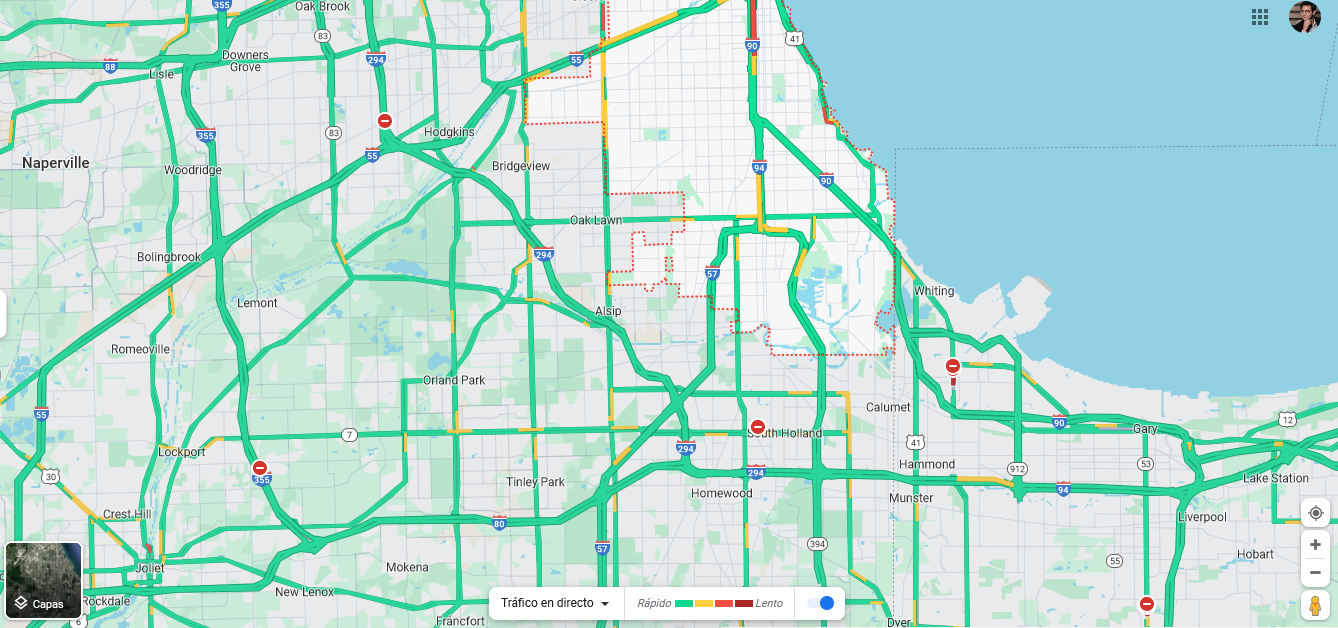 355
Oak Brook
83
41
90
Downers
Grove
294
55
88
Lisle
83
Hodgkins
355
55
Bridgeview
94
90
Naperville
Woodridge
Oak Lawn
294
Bolingbrook
57
Whiting
Lemont
Alsip
Romeoville
Orland Park
55
Calumet
12
90
Gary
7
South Holland
41
294
Lockport
Hammond
53
912
30
355
294
Lake Station
Tinley Park
Homewood
94
Munster
Crest Hill
Liverpool
80
394
57
Hobart
55
Joliet
Mokena
New Lenox
Rockdale
Capas
Tráfico en directo
Rápido
Lento
6
Francfort
Dyer